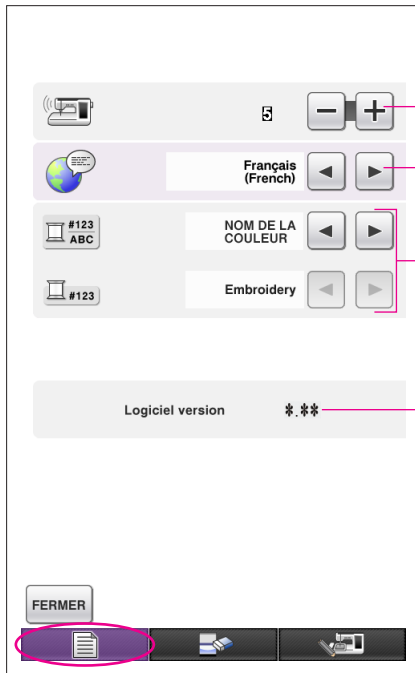 5
Français
(French)
#123
ABC
NOM DE LA
COULEUR
#123
Embroidery
Logiciel version
*.**
FERMER